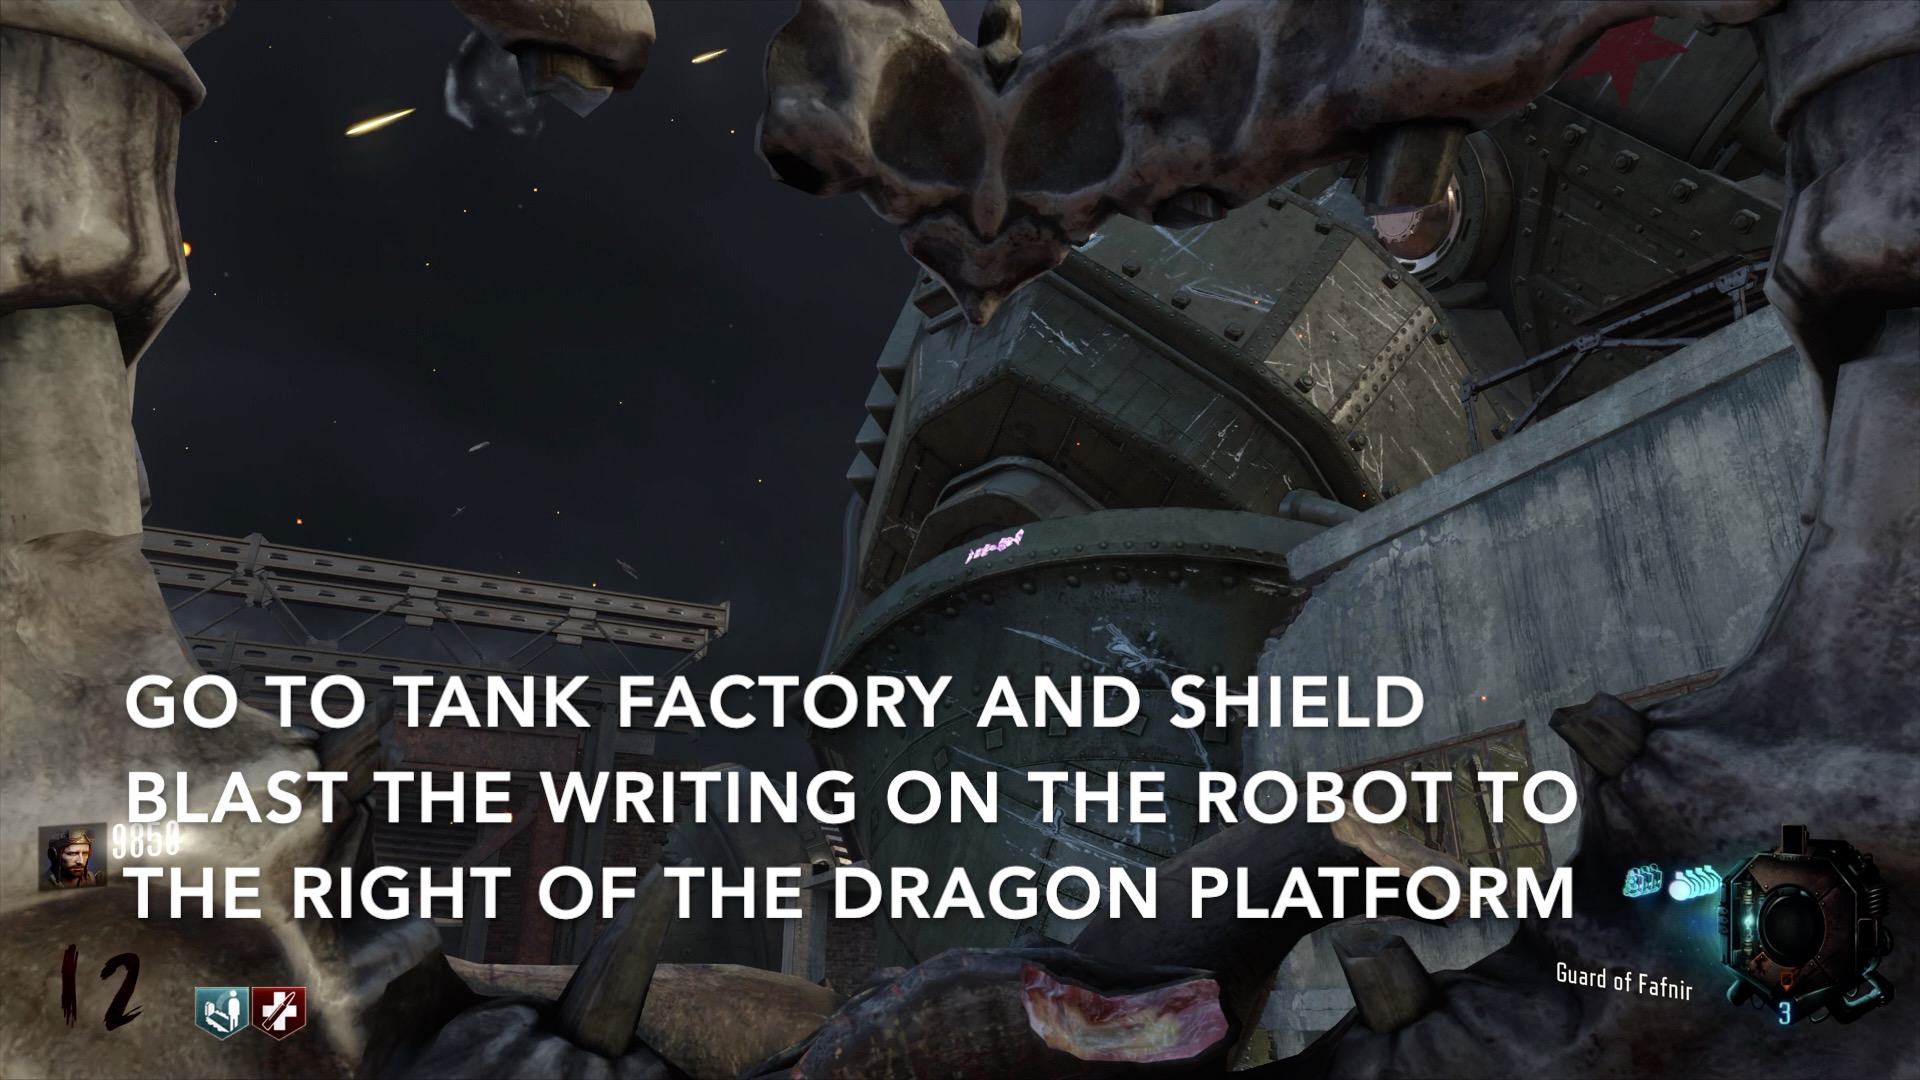 GO TO TANK FACTORY AND SHIELD
BLAST THE WRITING ON THE ROBOT TO
THE RIGHT OF THE DRAGON PLATFORM
9850
12
Guard of Fafnir
3